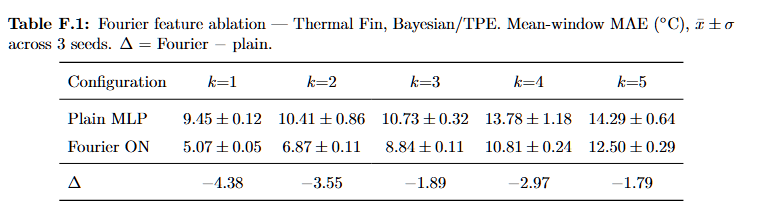 Table F.1: Fourier feature ablation — Thermal Fin, Bayesian/TPE. Mean-window MAE (°C), x̄ ± σ
across 3 seeds. Δ = Fourier − plain.
Configuration k=1 k=2 k=3 k=4 k=5
Plain MLP 9.45 ± 0.12 10.41 ± 0.86 10.73 ± 0.32 13.78 ± 1.18 14.29 ± 0.64
Fourier ON 5.07 ± 0.05 6.87 ± 0.11 8.84 ± 0.11 10.81 ± 0.24 12.50 ± 0.29
Δ −4.38 −3.55 −1.89 −2.97 −1.79